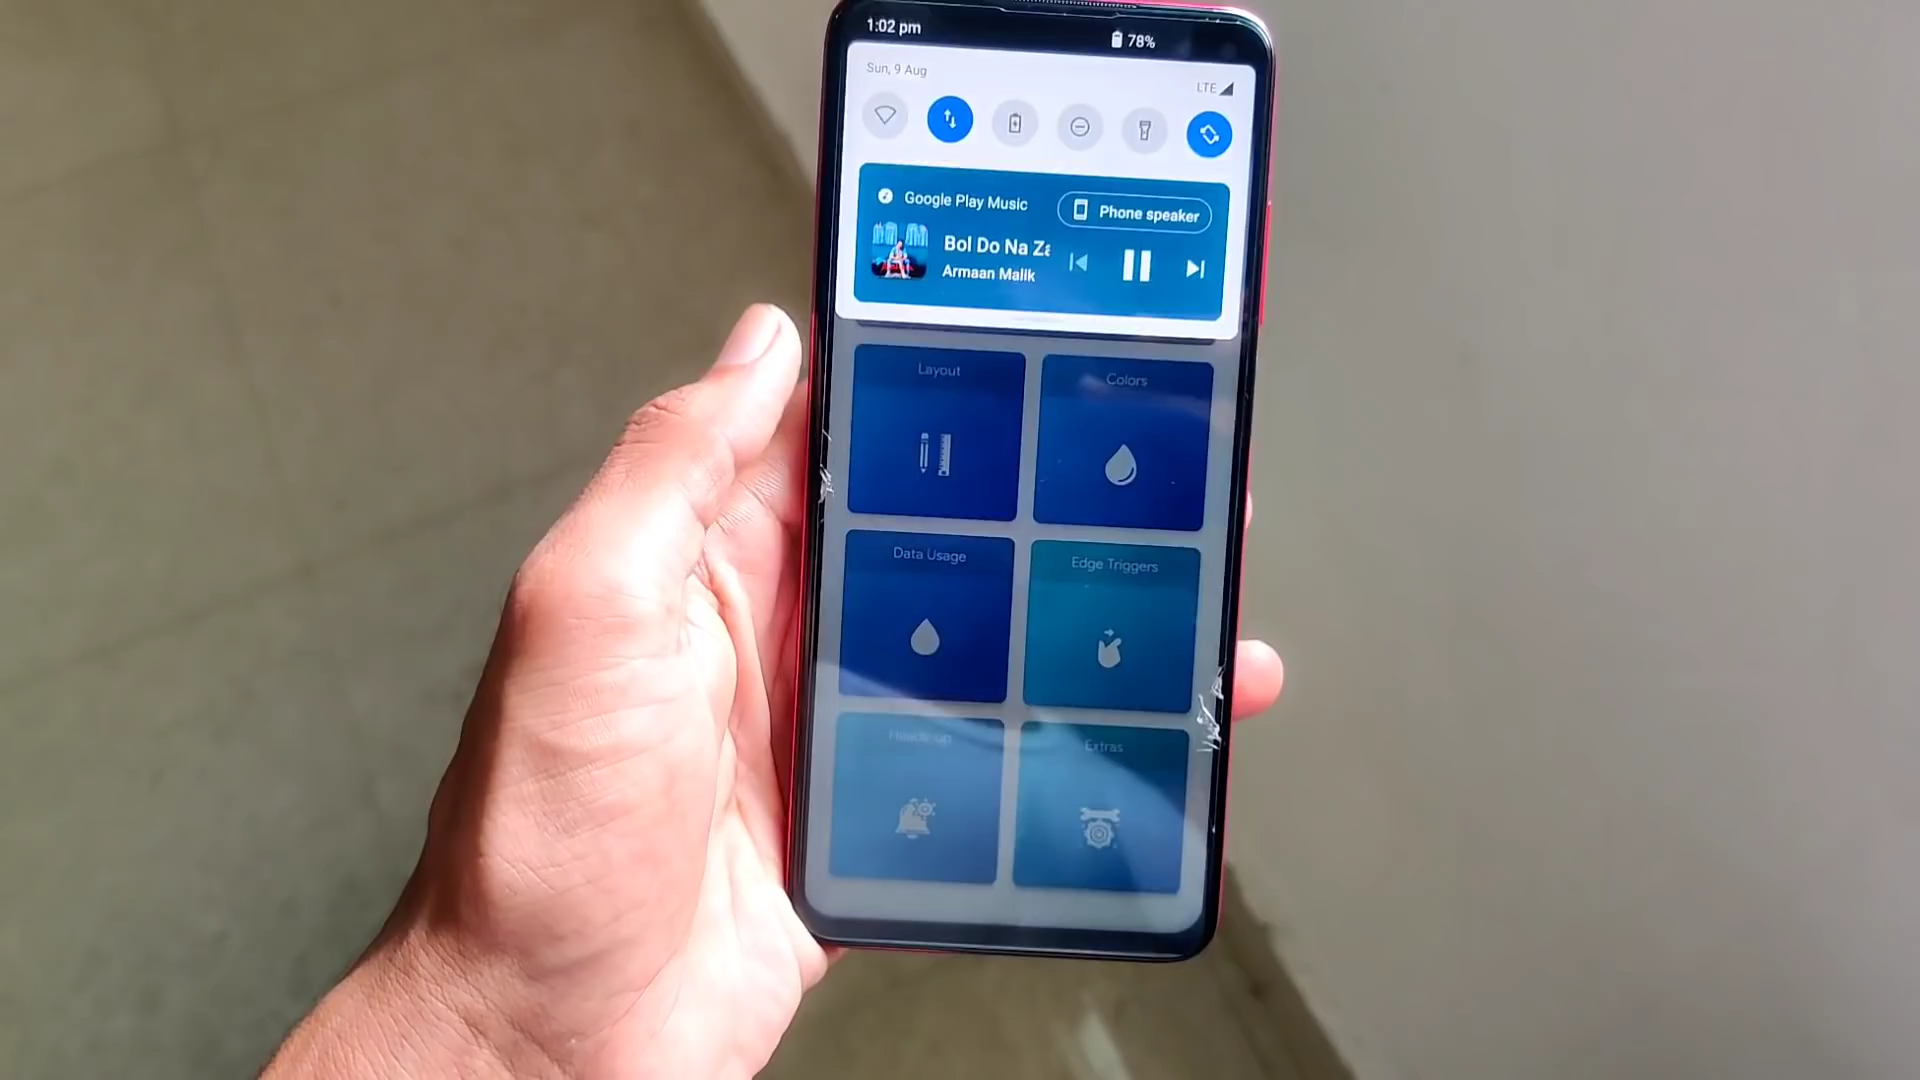 1:02 pm
78%
Sun, 9 Aug
LTE
Google Play Music
Phone speaker
Bol Do Na Za
Armaan Malik
Layout
Colors
Data Usage
Edge Triggers
Heads up
Extras